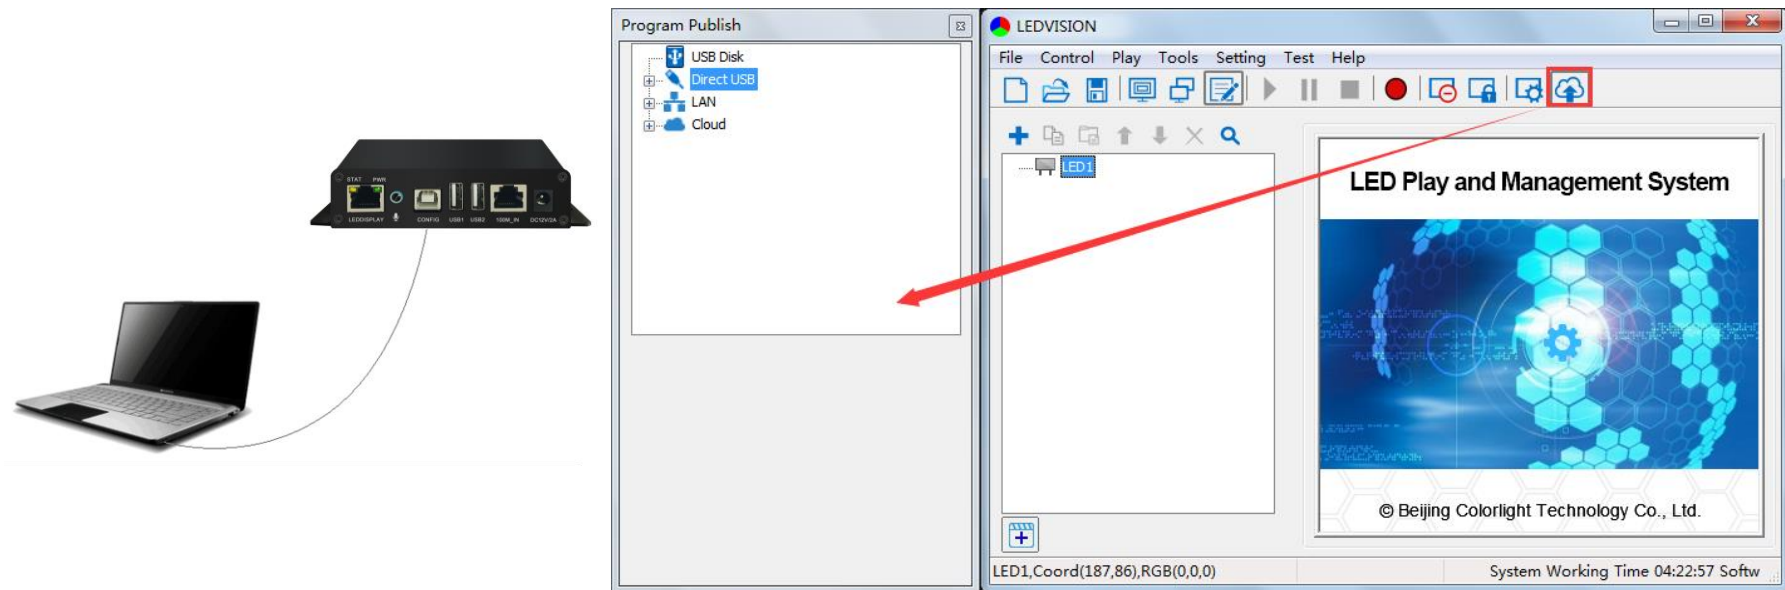 STAT PWR
LEDDISPLAY CONFIG USB1 USB2 100M_IN DC12V/2A
Program Publish
USB Disk
Direct USB
LAN
Cloud
LEDVISION
File Control Play Tools Setting Test Help
LED1
LED Play and Management System
© Beijing Colorlight Technology Co., Ltd.
LED1,Coord(187,86),RGB(0,0,0)
System Working Time 04:22:57 Softw